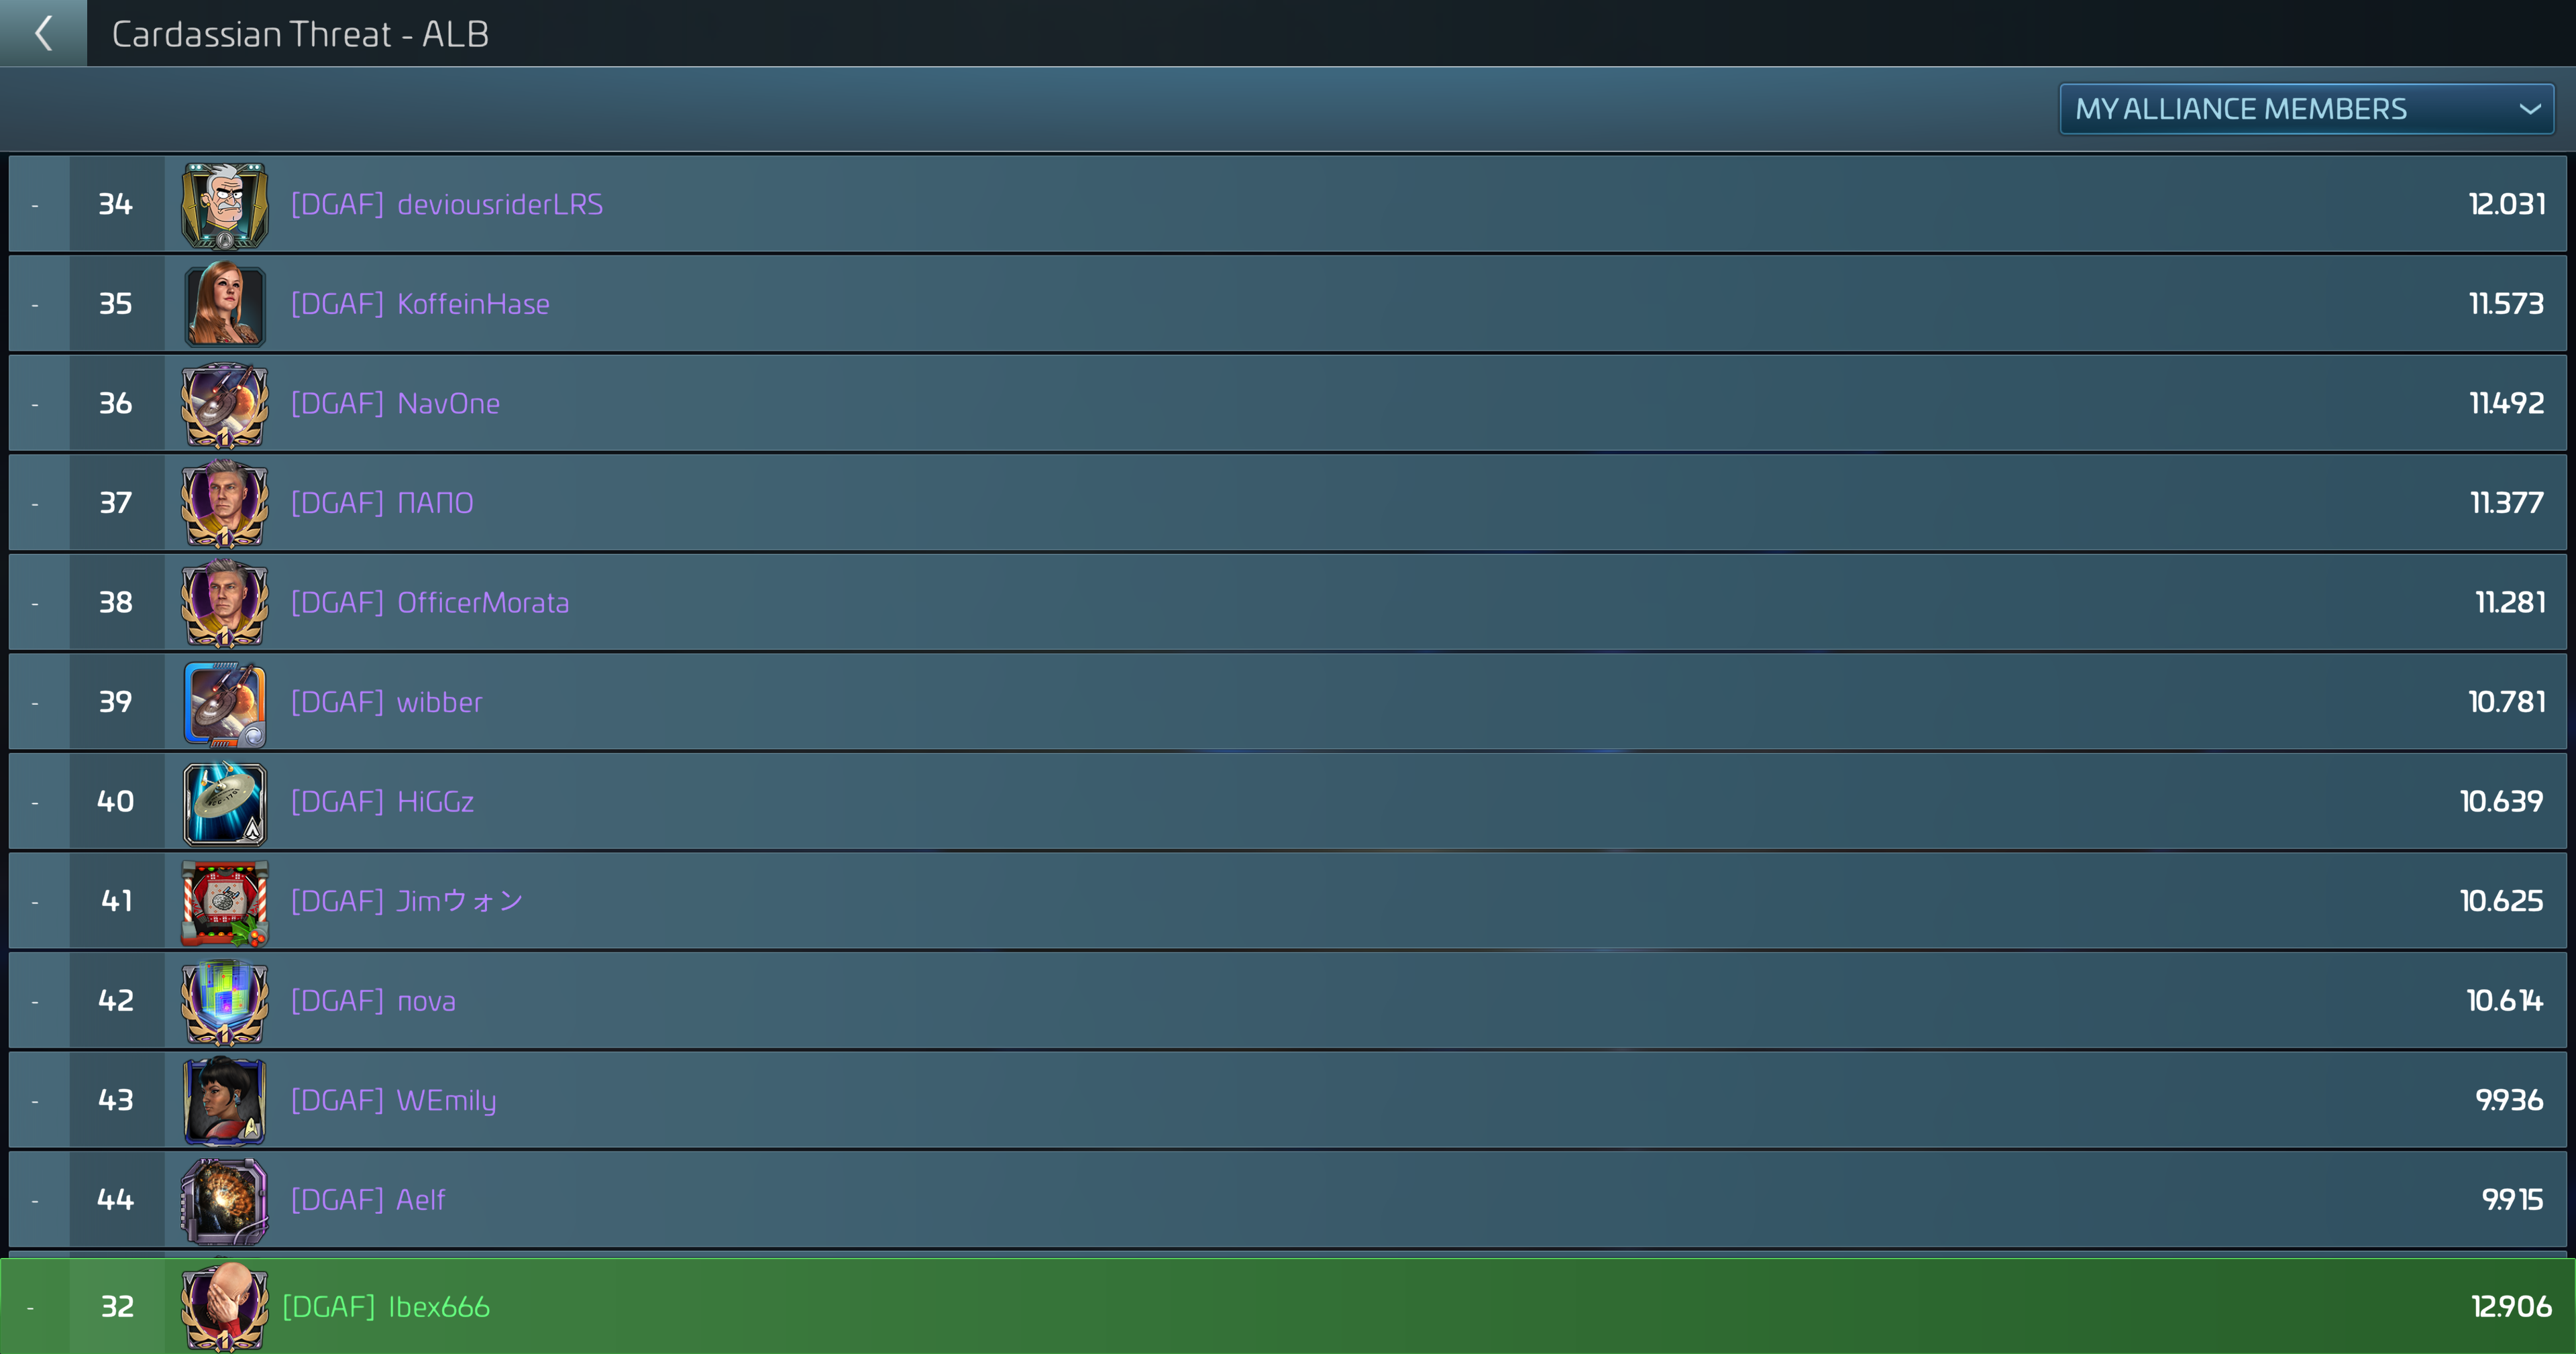 Cardassian Threat - ALB
MY ALLIANCE MEMBERS
- 34 [DGAF] deviousriderLRS 12.031
- 35 [DGAF] KoffeinHase 11.573
- 36 [DGAF] NavOne 11.492
- 37 [DGAF] ПАПО 11.377
- 38 [DGAF] OfficerMorata 11.281
- 39 [DGAF] wibber 10.781
- 40 [DGAF] HiGGz 10.639
- 41 [DGAF] Jimウォン 10.625
- 42 [DGAF] nova 10.614
- 43 [DGAF] WEmily 9.936
- 44 [DGAF] Aelf 9.915
- 32 [DGAF] Ibex666 12.906